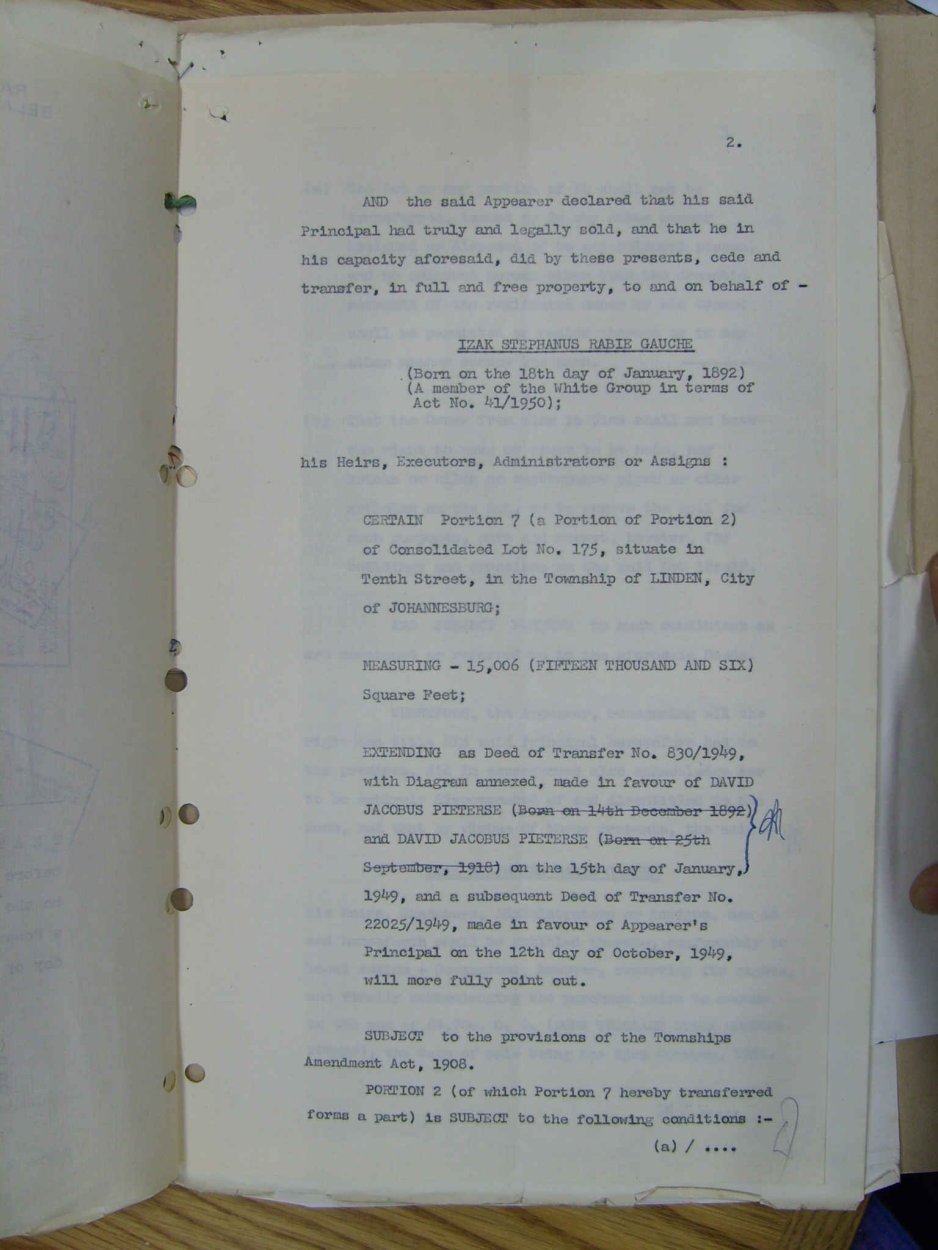 2.
AND the said Appearer declared that his said
Principal had truly and legally sold, and that he in
his capacity aforesaid, did by these presents, cede and
transfer, in full and free property, to and on behalf of -
IZAK STEPHANUS RABIE GAUCHE
(Born on the 18th day of January, 1892)
(A member of the White Group in terms of
Act No. 41/1950);
his Heirs, Executors, Administrators or Assigns :
CERTAIN Portion 7 (a Portion of Portion 2)
of Consolidated Lot No. 175, situate in
Tenth Street, in the Township of LINDEN, City
of JOHANNESBURG;
MEASURING - 15,006 (FIFTEEN THOUSAND AND SIX)
Square Feet;
EXTENDING as Deed of Transfer No. 830/1949,
with Diagram annexed, made in favour of DAVID
JACOBUS PIETERSE (Born on 14th December 1892)
and DAVID JACOBUS PIETERSE (Born on 25th
September, 1918) on the 15th day of January,
1949, and a subsequent Deed of Transfer No.
22025/1949, made in favour of Appearer's
Principal on the 12th day of October, 1949,
will more fully point out.
SUBJECT to the provisions of the Townships
Amendment Act, 1908.
PORTION 2 (of which Portion 7 hereby transferred
forms a part) is SUBJECT to the following conditions :-
(a) / ....